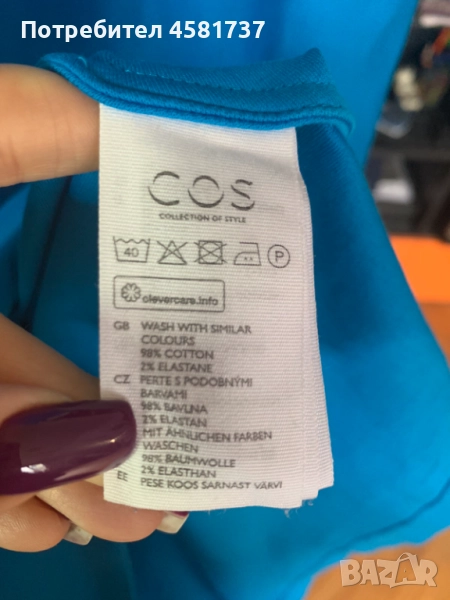 Потребител 4581737
COS
COLLECTION OF STYLE
40 P
clevercare.info
GB WASH WITH SIMILAR
COLOURS
98% COTTON
2% ELASTANE
CZ PERTE S PODOBNÝMI
BARVAMI
98% BAVLNA
2% ELASTAN
MIT ÄHNLICHEN FARBEN
WASCHEN
98% BAUMWOLLE
2% ELASTHAN
EE PESE KOOS SARNAST VÄRVI
BAZAR